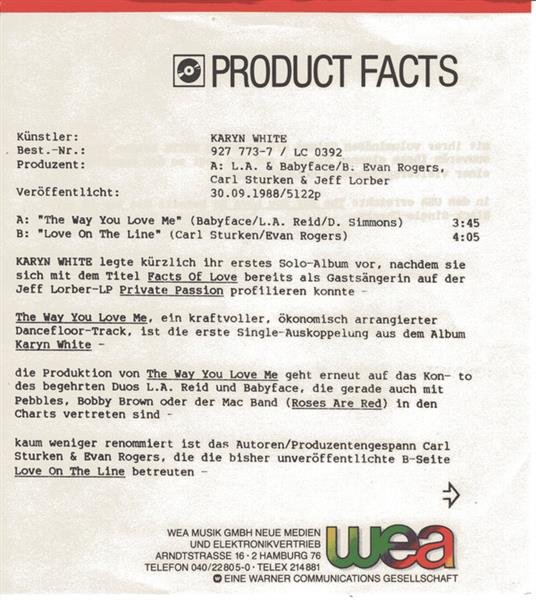 PRODUCT FACTS
Künstler: KARYN WHITE
Best.-Nr.: 927 773-7 / LC 0392
Produzent: A: L.A. & Babyface/B. Evan Rogers,
Carl Sturken & Jeff Lorber
Veröffentlicht: 30.09.1988/5122p
A: "The Way You Love Me" (Babyface/L.A. Reid/D. Simmons) 3:45
B: "Love On The Line" (Carl Sturken/Evan Rogers) 4:05
KARYN WHITE legte kürzlich ihr erstes Solo-Album vor, nachdem sie
sich mit dem Titel Facts Of Love bereits als Gastsängerin auf der
Jeff Lorber-LP Private Passion profilieren konnte -
The Way You Love Me, ein kraftvoller, ökonomisch arrangierter
Dancefloor-Track, ist die erste Single-Auskoppelung aus dem Album
Karyn White -
die Produktion von The Way You Love Me geht erneut auf das Kon- to
des begehrten Duos L.A. Reid und Babyface, die gerade auch mit
Pebbles, Bobby Brown oder der Mac Band (Roses Are Red) in den
Charts vertreten sind -
kaum weniger renommiert ist das Autoren/Produzentengespann Carl
Sturken & Evan Rogers, die die bisher unveröffentlichte B-Seite
Love On The Line betreuten -
WEA MUSIK GMBH NEUE MEDIEN
UND ELEKTRONIKVERTRIEB
ARNDTSTRASSE 16 · 2 HAMBURG 76
TELEFON 040/22805-0 · TELEX 214881
EINE WARNER COMMUNICATIONS GESELLSCHAFT
wea